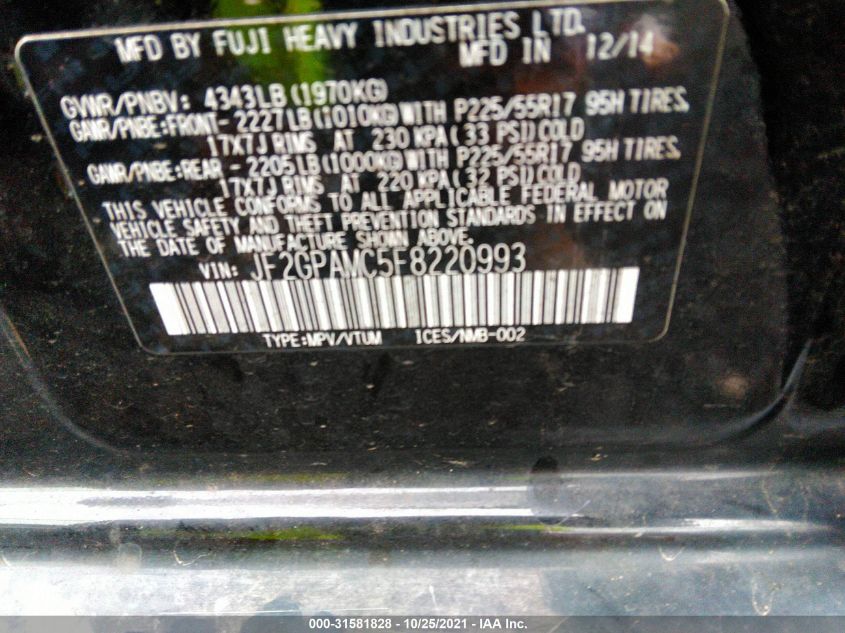 MFD BY FUJI HEAVY INDUSTRIES LTD.
MFD IN 12/14
GVWR/PNBV: 4343LB(1970KG)
GAWR/PNBE:FRONT-2227LB(1010KG)WITH P225/55R17 95H TIRES,
17X7J RIMS AT 230 KPA(33 PSI)COLD
GAWR/PNBE:REAR -2205LB(1000KG)WITH P225/55R17 95H TIRES,
17X7J RIMS AT 220 KPA(32 PSI)COLD
THIS VEHICLE CONFORMS TO ALL APPLICABLE FEDERAL MOTOR
VEHICLE SAFETY AND THEFT PREVENTION STANDARDS IN EFFECT ON
THE DATE OF MANUFACTURE SHOWN ABOVE.
VIN: JF2GPAMC5F8220993
TYPE:MPV/VTUM ICES/NMB-002
000-31581828 - 10/25/2021 - IAA Inc.